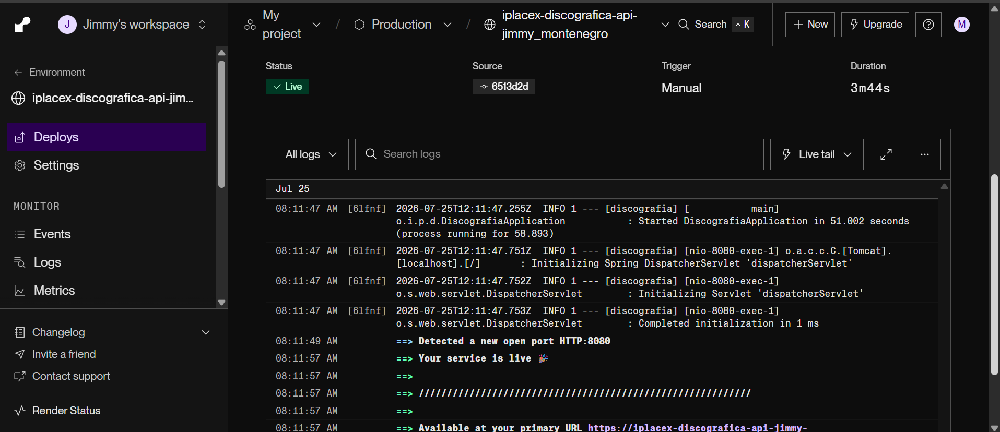 J Jimmy's workspace
My project / Production / iplacex-discografica-api-jimmy_montenegro
Search ^ K
+ New
Upgrade
M
← Environment
iplacex-discografica-api-jim...
Deploys
Settings
MONITOR
Events
Logs
Metrics
Changelog
Invite a friend
Contact support
Render Status
Status Source Trigger Duration
Live 6513d2d Manual 3m44s
All logs Search logs Live tail ...
Jul 25
08:11:47 AM [6lfnf] 2026-07-25T12:11:47.255Z INFO 1 --- [discografia] [ main]
o.i.p.d.DiscografiaApplication : Started DiscografiaApplication in 51.002 seconds
(process running for 58.893)
08:11:47 AM [6lfnf] 2026-07-25T12:11:47.751Z INFO 1 --- [discografia] [nio-8080-exec-1] o.a.c.c.C.[Tomcat].
[localhost].[/] : Initializing Spring DispatcherServlet 'dispatcherServlet'
08:11:47 AM [6lfnf] 2026-07-25T12:11:47.752Z INFO 1 --- [discografia] [nio-8080-exec-1]
o.s.web.servlet.DispatcherServlet : Initializing Servlet 'dispatcherServlet'
08:11:47 AM [6lfnf] 2026-07-25T12:11:47.753Z INFO 1 --- [discografia] [nio-8080-exec-1]
o.s.web.servlet.DispatcherServlet : Completed initialization in 1 ms
08:11:49 AM ==> Detected a new open port HTTP:8080
08:11:57 AM ==> Your service is live 🎉
08:11:57 AM ==>
08:11:57 AM ==> ///////////////////////////////////////////////////////////
08:11:57 AM ==>
08:11:57 AM ==> Available at your primary URL https://iplacex-discografica-api-jimmy-